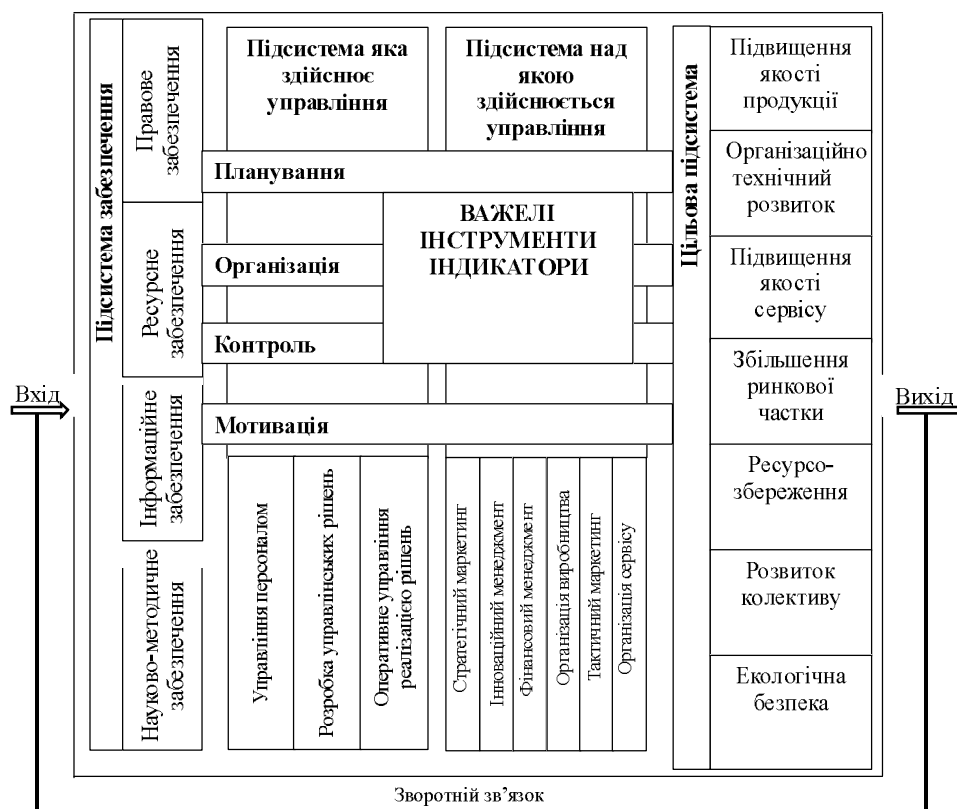 Підсистема забезпечення
Правове
забезпечення
Ресурсне
забезпечення
Інформаційне
забезпечення
Науково-методичне
забезпечення
Підсистема яка
здійснює
управління
Підсистема над
якою
здійснюється
управління
Планування
Організація
Контроль
Мотивація
ВАЖЕЛІ
ІНСТРУМЕНТИ
ІНДИКАТОРИ
Управління персоналом
Розробка управлінських рішень
Оперативне управління
реалізацією рішень
Стратегічний маркетинг
Інноваційний менеджмент
Фінансовий менеджмент
Організація виробництва
Тактичний маркетинг
Організація сервісу
Цільова підсистема
Підвищення
якості
продукції
Організаційно
технічний
розвиток
Підвищення
якості
сервісу
Збільшення
ринкової
частки
Ресурсо-
збереження
Розвиток
колективу
Екологічна
безпека
Вхід
Вихід
Зворотній зв’язок